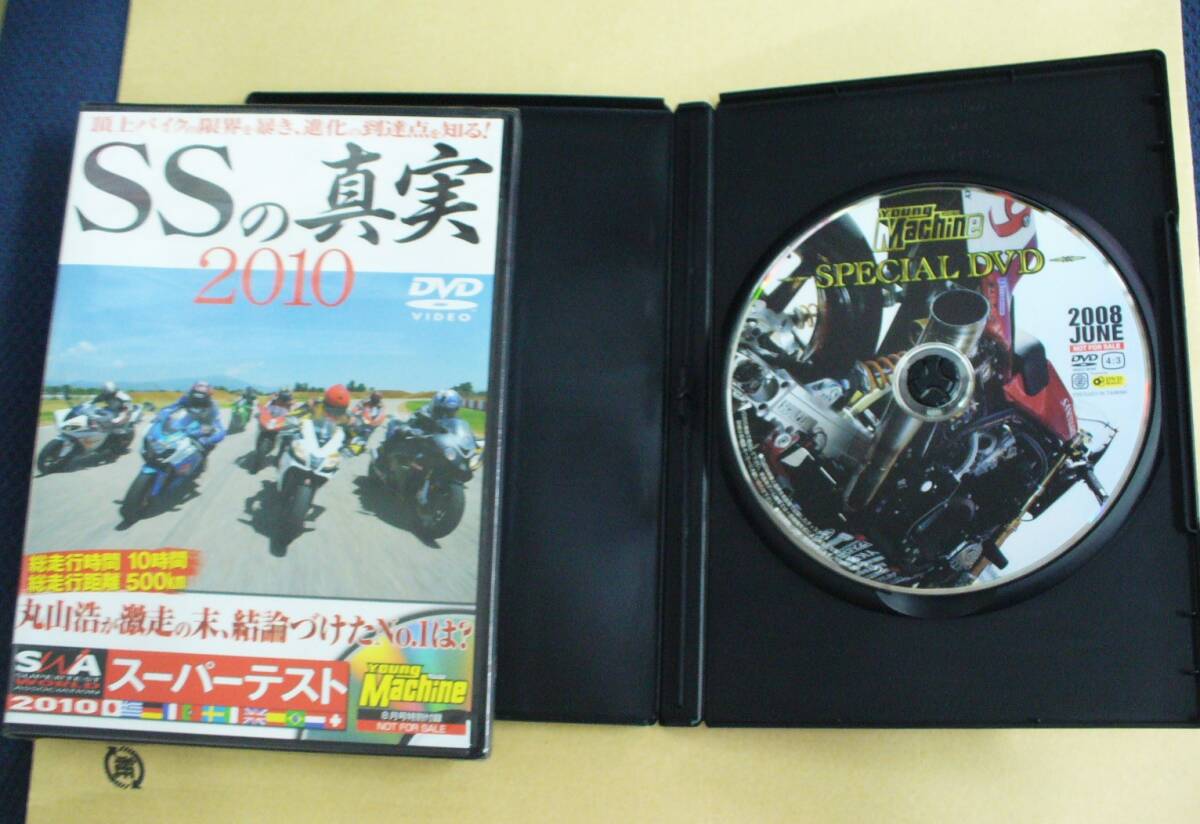 頂上バイクの限界を暴き、進化の到達点を知る!
SSの真実
2010
DVD
VIDEO
総走行時間 10時間
総走行距離 500km
丸山浩が激走の末、結論づけたNo.1は?
SWA
SUPERTEST
WORLD
ASSOCIATION
2010
スーパーテスト
Young
Machine
8月号特別付録
NOT FOR SALE
Young
Machine
SPECIAL DVD
2008
JUNE
NOT FOR SALE
DVD
4:3